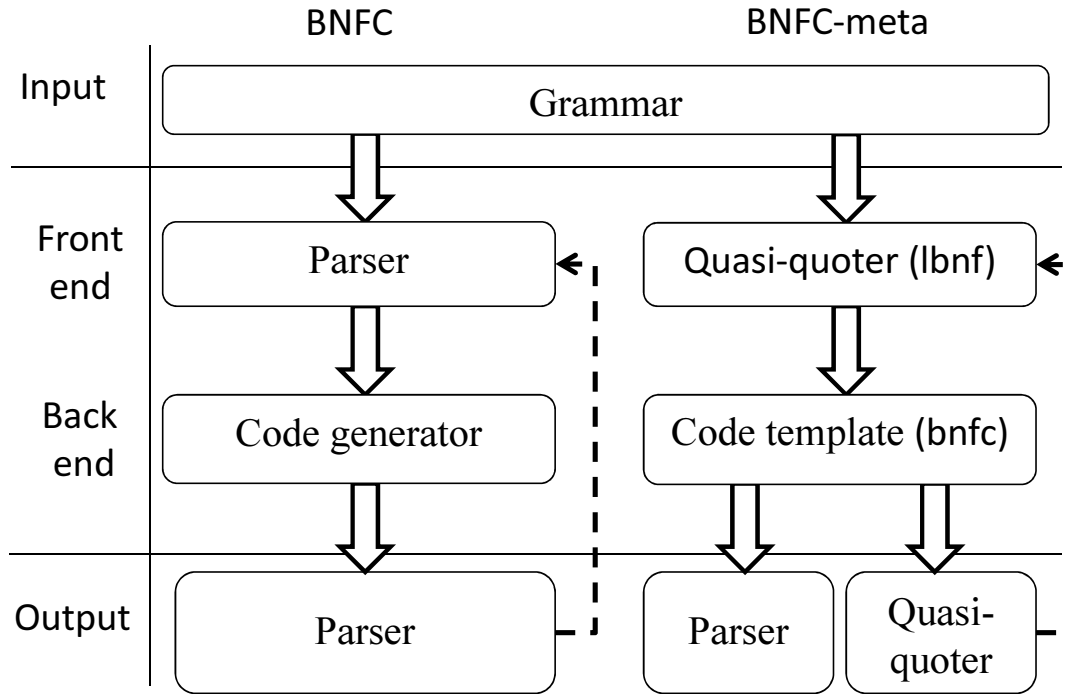 BNFC
BNFC-meta
Input
Grammar
Front
end
Parser
Quasi-quoter (lbnf)
Back
end
Code generator
Code template (bnfc)
Output
Parser
Parser
Quasi-
quoter